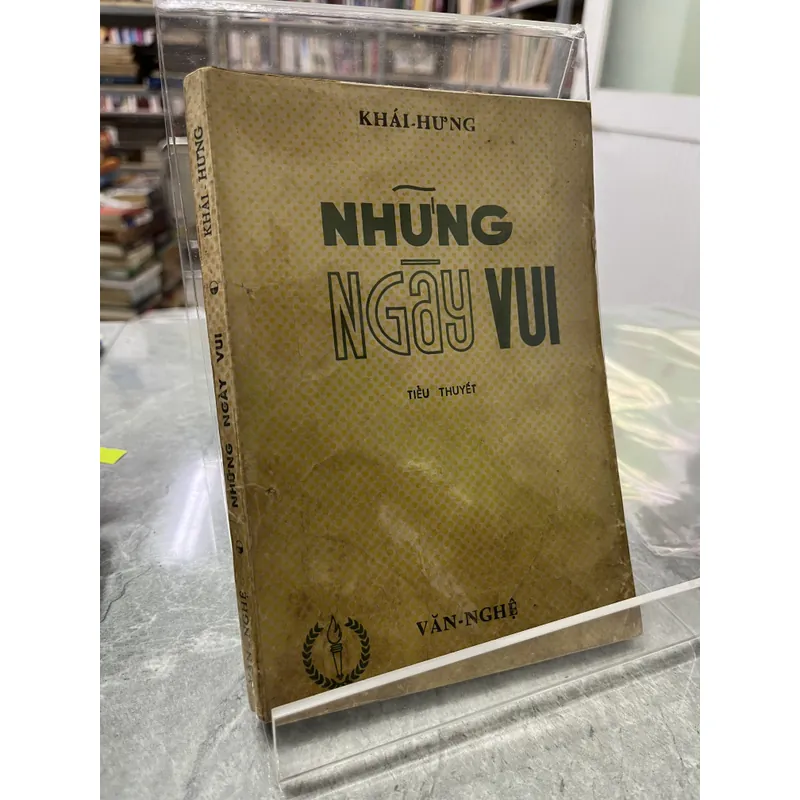 KHÁI-HƯNG
NHỮNG
NGÀY VUI
TIỂU THUYẾT
VĂN-NGHỆ
KHÁI-HƯNG
NHỮNG NGÀY VUI
VĂN NGHỆ